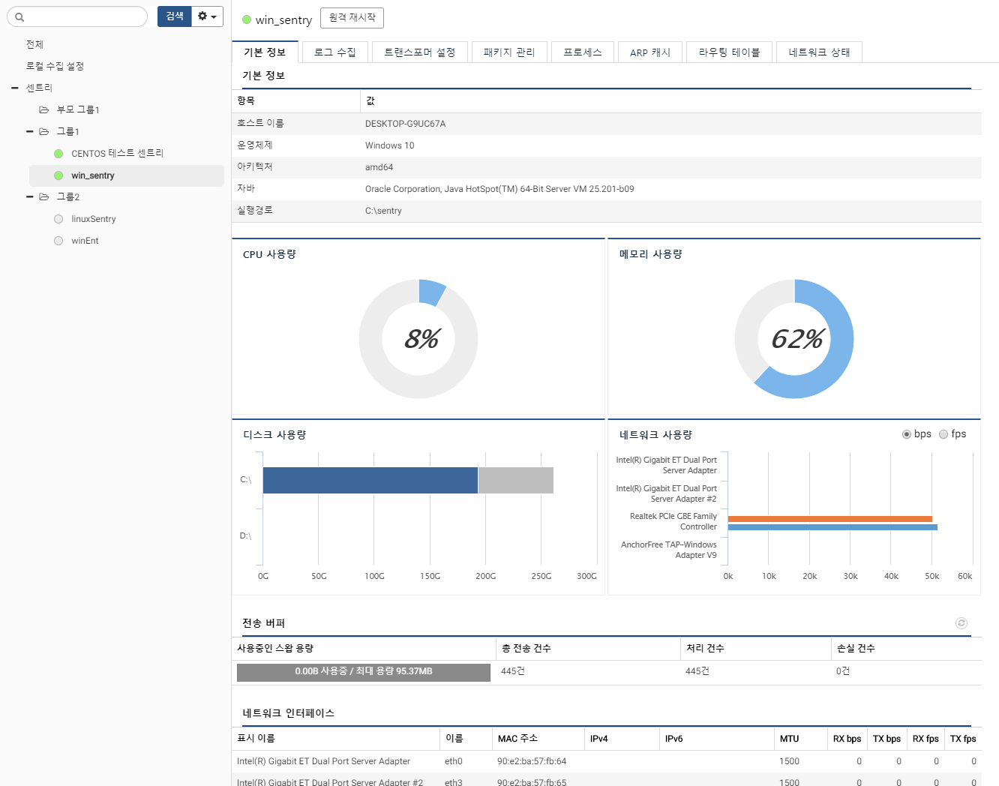 검색
전체
로컬 수집 설정
센트리
부모 그룹1
그룹1
CENTOS 테스트 센트리
win_sentry
그룹2
linuxSentry
winEnt
win_sentry 원격 재시작
기본 정보 로그 수집 트랜스포머 설정 패키지 관리 프로세스 ARP 캐시 라우팅 테이블 네트워크 상태
기본 정보
항목 값
호스트 이름 DESKTOP-G9UC67A
운영체제 Windows 10
아키텍처 amd64
자바 Oracle Corporation, Java HotSpot(TM) 64-Bit Server VM 25.201-b09
실행경로 C:\sentry
CPU 사용량
8%
메모리 사용량
62%
디스크 사용량
C:\
D:\
0G 50G 100G 150G 200G 250G 300G
네트워크 사용량 bps fps
Intel(R) Gigabit ET Dual Port
Server Adapter
Intel(R) Gigabit ET Dual Port
Server Adapter #2
Realtek PCIe GBE Family
Controller
AnchorFree TAP-Windows
Adapter V9
0k 10k 20k 30k 40k 50k 60k
전송 버퍼
사용중인 스왑 용량 총 전송 건수 처리 건수 손실 건수
0.00B 사용중 / 최대 용량 95.37MB 445건 445건 0건
네트워크 인터페이스
표시 이름 이름 MAC 주소 IPv4 IPv6 MTU RX bps TX bps RX fps TX fps
Intel(R) Gigabit ET Dual Port Server Adapter eth0 90:e2:ba:57:fb:64 1500 0 0 0 0
Intel(R) Gigabit ET Dual Port Server Adapter #2 eth3 90:e2:ba:57:fb:65 1500 0 0 0 0